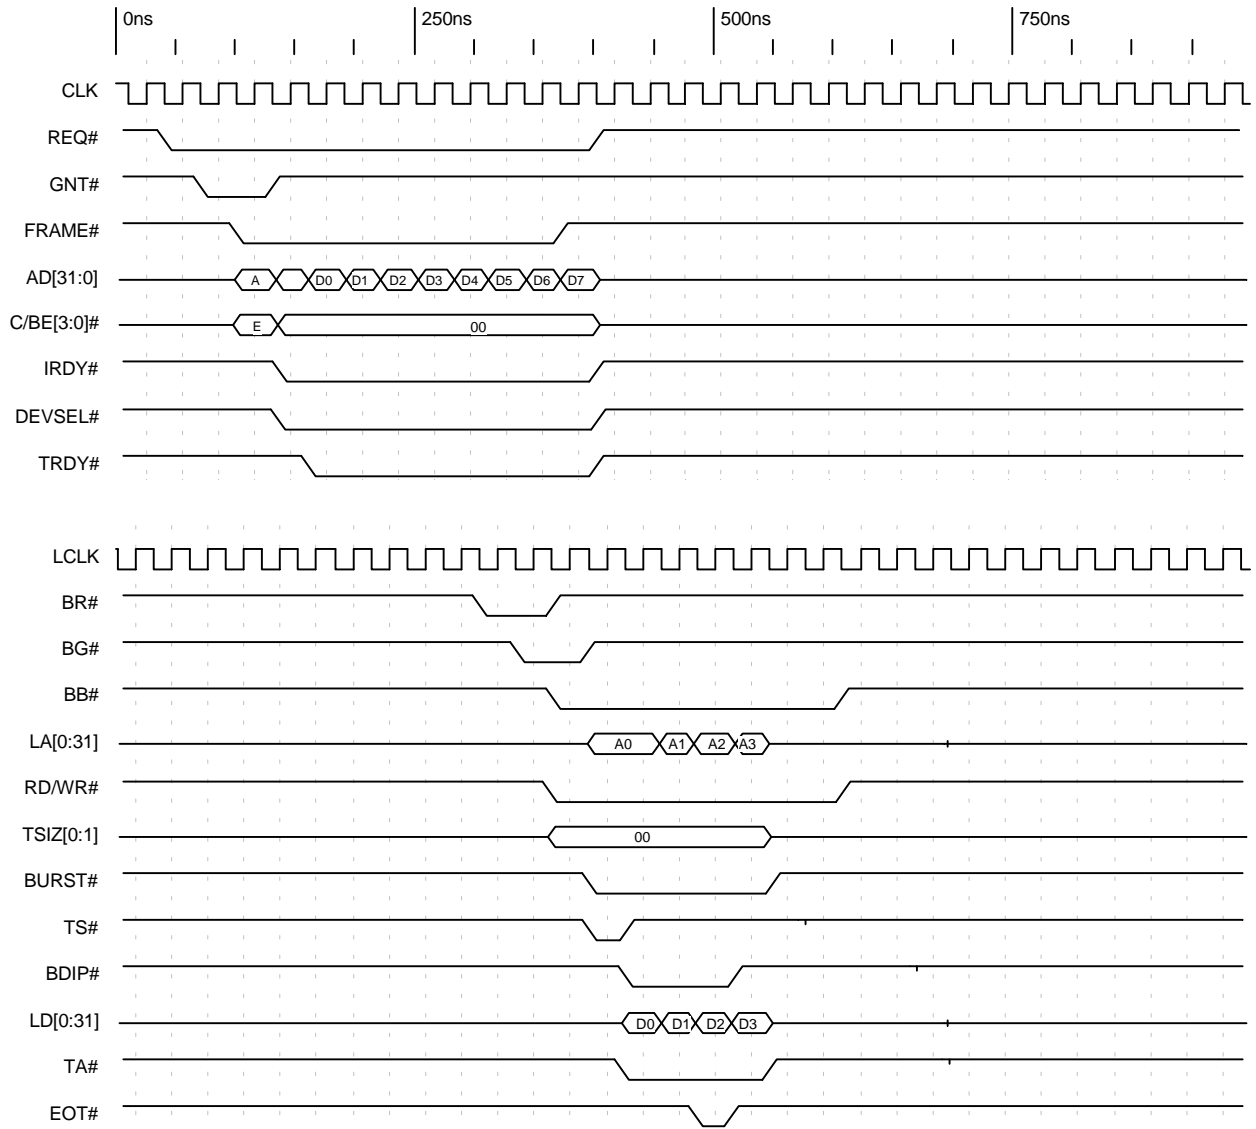 0ns 250ns 500ns 750ns
CLK
REQ#
GNT#
FRAME#
AD[31:0] A D0 D1 D2 D3 D4 D5 D6 D7
C/BE[3:0]# E 00
IRDY#
DEVSEL#
TRDY#
LCLK
BR#
BG#
BB#
LA[0:31] A0 A1 A2 A3
RD/WR#
TSIZ[0:1] 00
BURST#
TS#
BDIP#
LD[0:31] D0 D1 D2 D3
TA#
EOT#